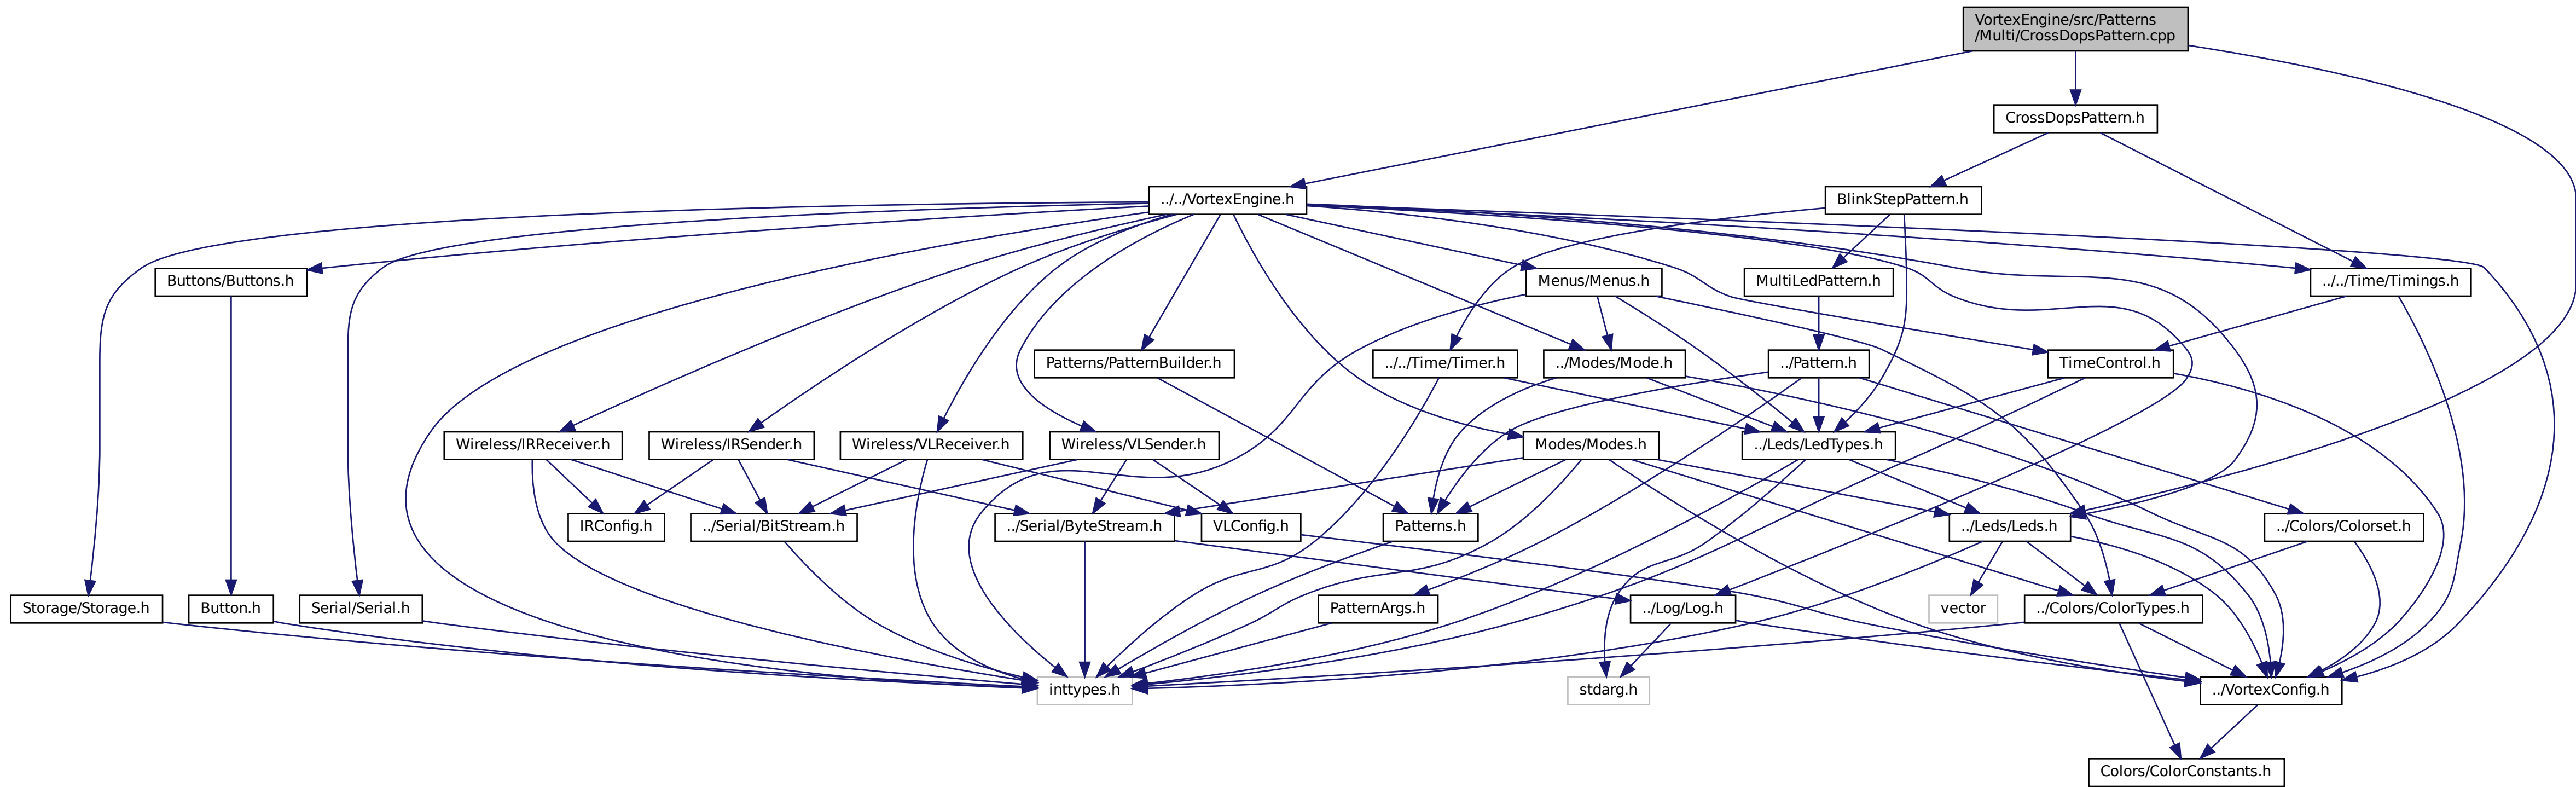 VortexEngine/src/Patterns
/Multi/CrossDopsPattern.cpp
CrossDopsPattern.h
../../VortexEngine.h
BlinkStepPattern.h
Buttons/Buttons.h
Menus/Menus.h
MultiLedPattern.h
../../Time/Timings.h
Patterns/PatternBuilder.h
../../Time/Timer.h
../Modes/Mode.h
../Pattern.h
TimeControl.h
Wireless/IRReceiver.h
Wireless/IRSender.h
Wireless/VLReceiver.h
Wireless/VLSender.h
Modes/Modes.h
../Leds/LedTypes.h
IRConfig.h
../Serial/BitStream.h
../Serial/ByteStream.h
VLConfig.h
Patterns.h
../Leds/Leds.h
../Colors/Colorset.h
Storage/Storage.h
Button.h
Serial/Serial.h
PatternArgs.h
../Log/Log.h
vector
../Colors/ColorTypes.h
inttypes.h
stdarg.h
../VortexConfig.h
Colors/ColorConstants.h